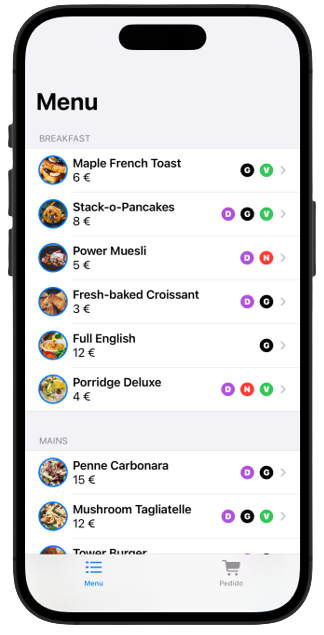 Menu
BREAKFAST
Maple French Toast
6 €
G V
Stack-o-Pancakes
8 €
D G V
Power Muesli
5 €
D N
Fresh-baked Croissant
3 €
D G
Full English
12 €
G
Porridge Deluxe
4 €
D N V
MAINS
Penne Carbonara
15 €
D G
Mushroom Tagliatelle
12 €
D G V
Tower Burger
Menu
Pedido